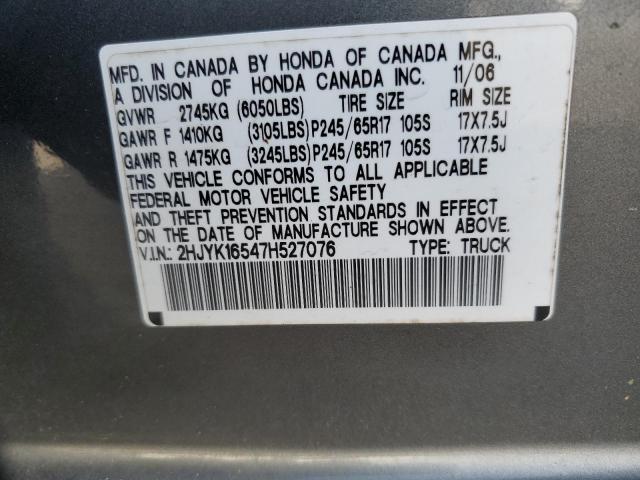 MFD. IN CANADA BY HONDA OF CANADA MFG.,
A DIVISION OF HONDA CANADA INC. 11/06
GVWR 2745KG (6050LBS) TIRE SIZE RIM SIZE
GAWR F 1410KG (3105LBS)P245/65R17 105S 17X7.5J
GAWR R 1475KG (3245LBS)P245/65R17 105S 17X7.5J
THIS VEHICLE CONFORMS TO ALL APPLICABLE
FEDERAL MOTOR VEHICLE SAFETY
AND THEFT PREVENTION STANDARDS IN EFFECT
ON THE DATE OF MANUFACTURE SHOWN ABOVE.
V.I.N.: 2HJYK16547H527076 TYPE: TRUCK